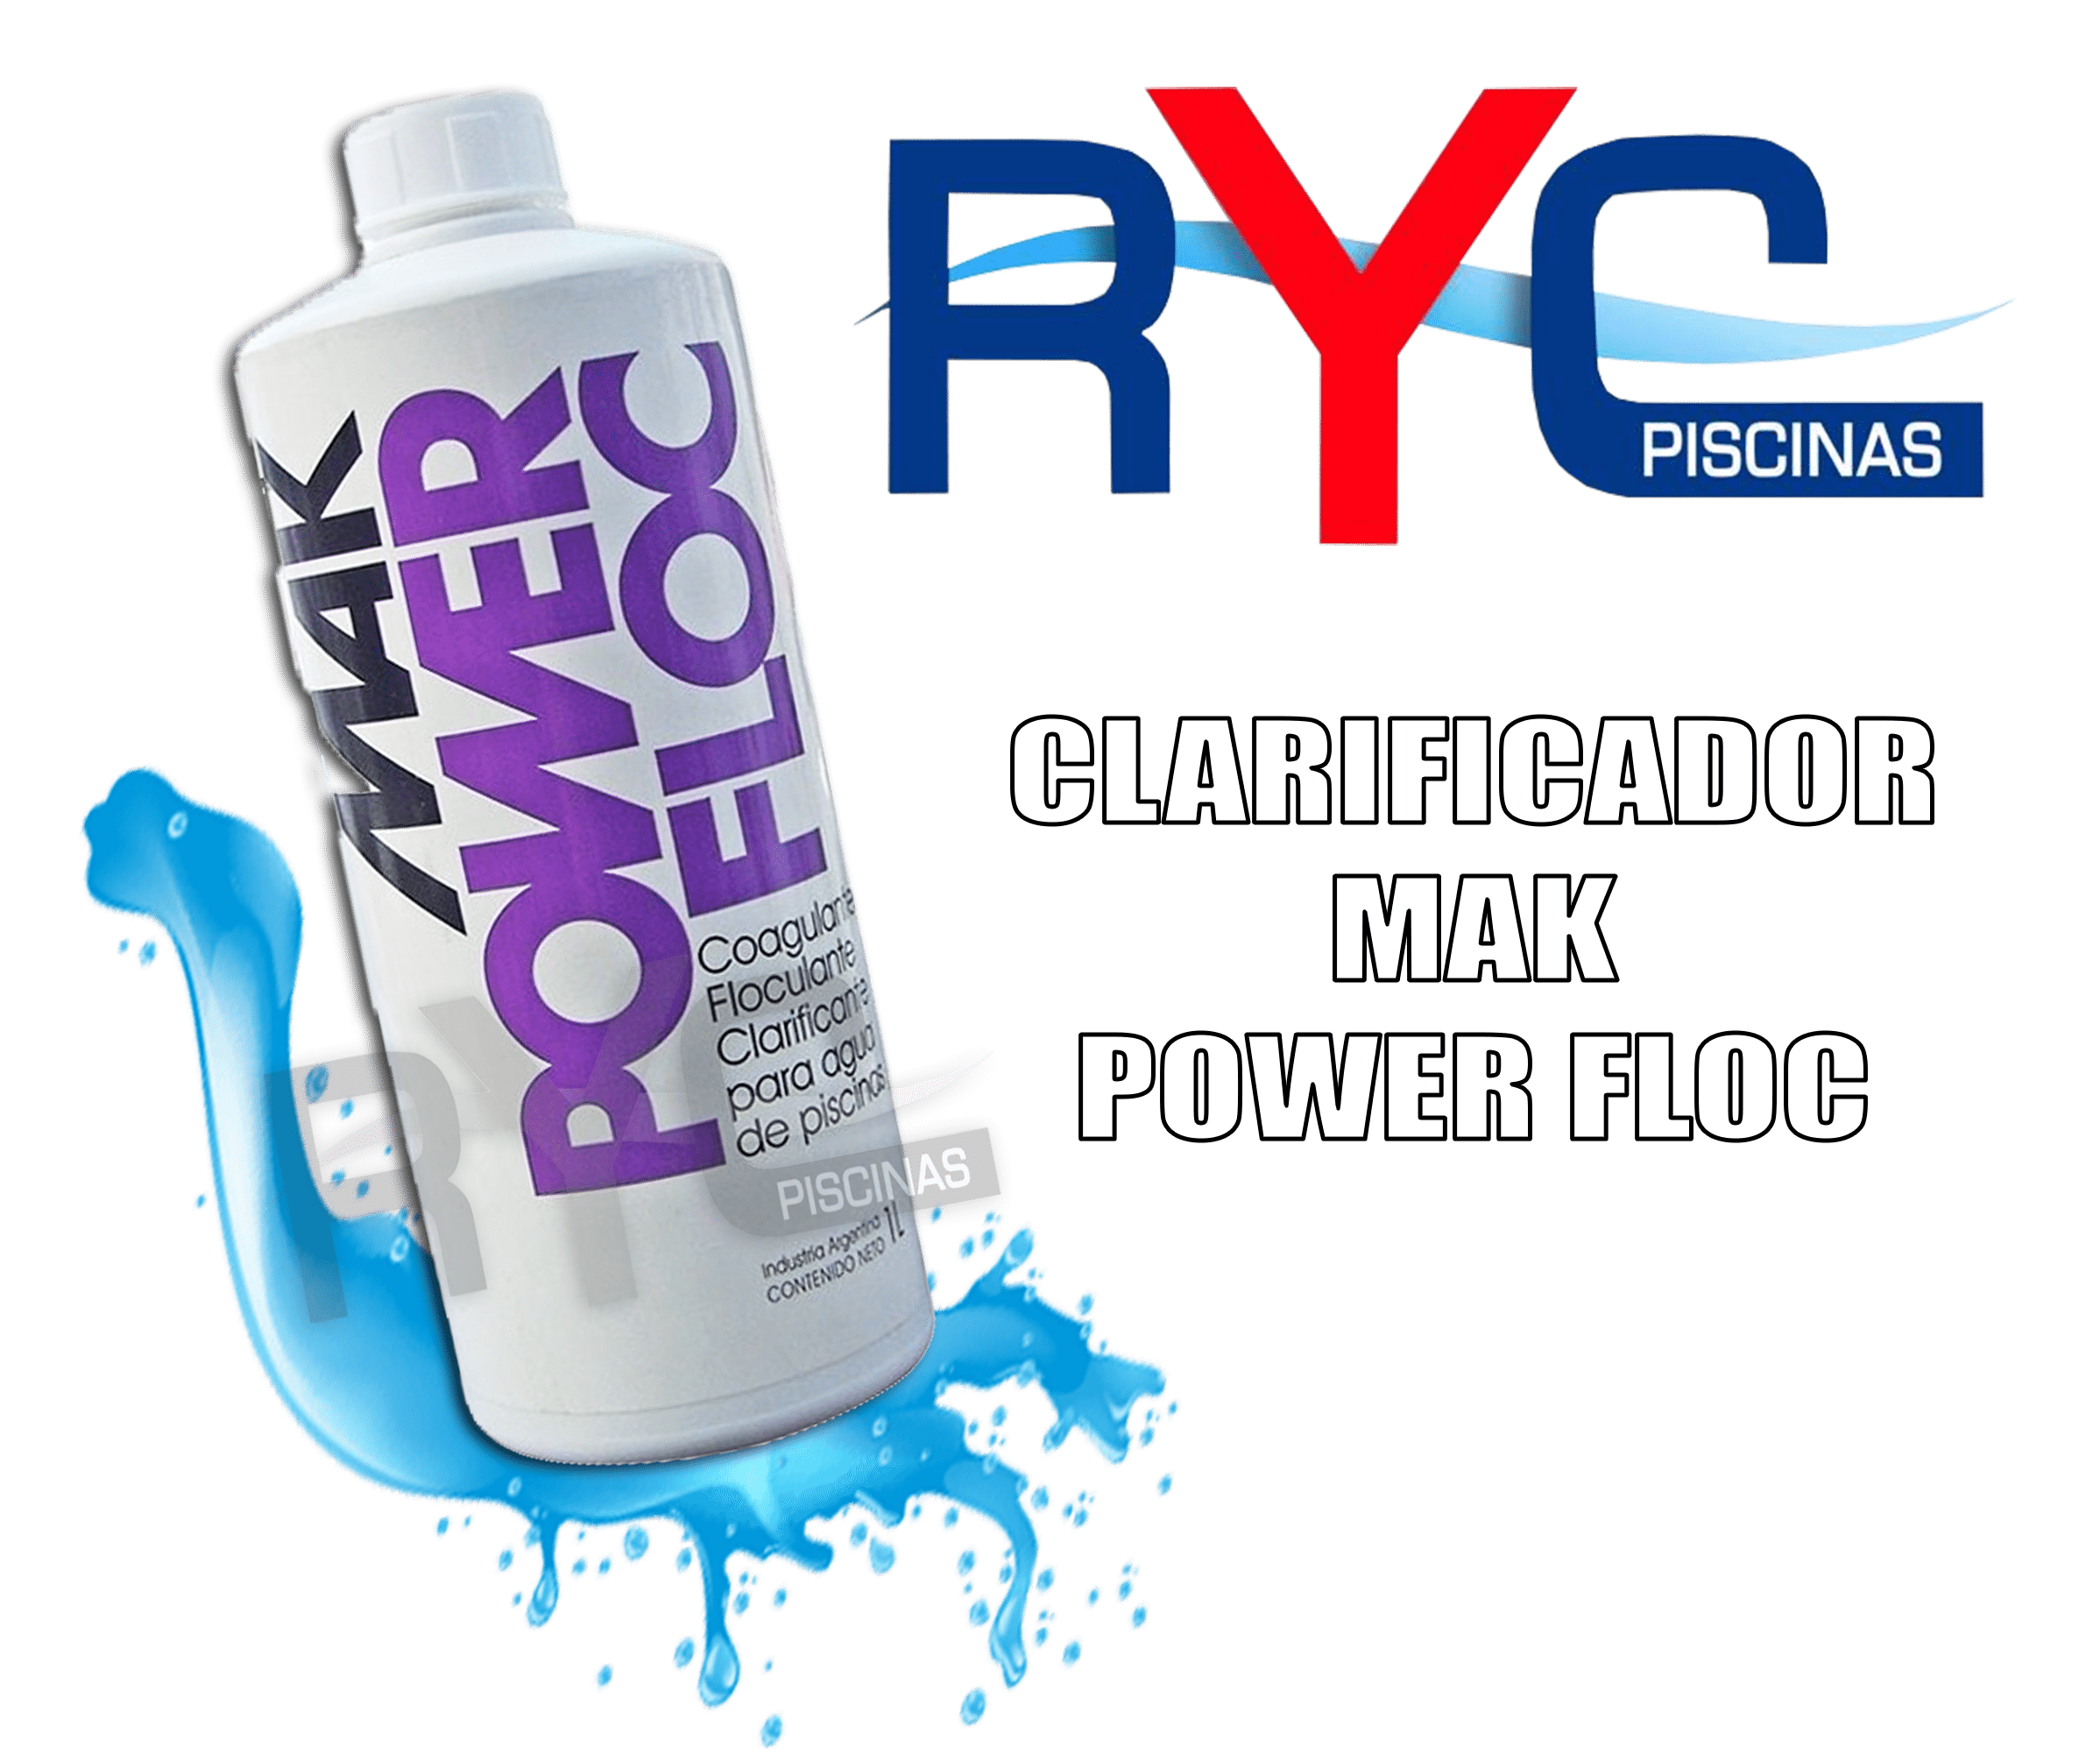 RYC
PISCINAS
MAK
POWER
FLOC
Coagulante
Floculante
Clarificante
para agua
de piscinas
RYC
PISCINAS
Industria Argentina
CONTENIDO NETO 1L
CLARIFICADOR
MAK
POWER FLOC